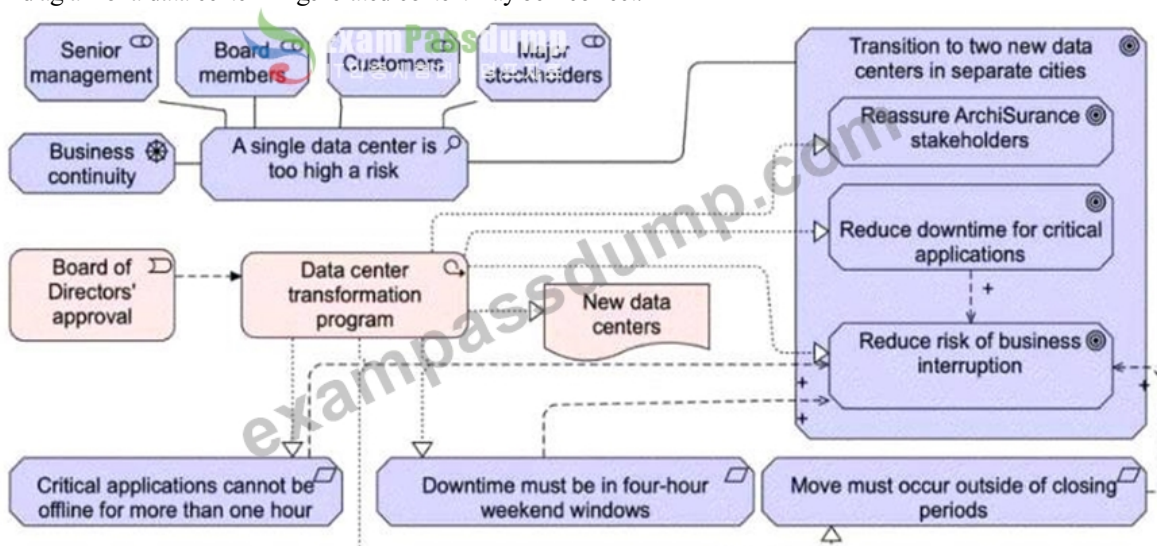 Senior
management
Board
members
Customers
Major
stockholders
ExamPassdump
Business
continuity
A single data center is
too high a risk
Transition to two new data
centers in separate cities
Reassure ArchiSurance
stakeholders
Reduce downtime for critical
applications
+
Reduce risk of business
interruption
+
+
+
Board of
Directors'
approval
Data center
transformation
program
New data
centers
exampassdump.com
Critical applications cannot be
offline for more than one hour
Downtime must be in four-hour
weekend windows
Move must occur outside of closing
periods